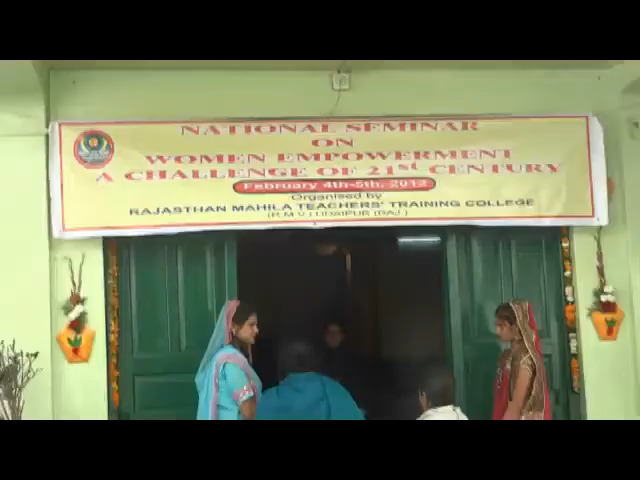 NATIONAL SEMINAR
ON
WOMEN EMPOWERMENT
A CHALLENGE OF 21st CENTURY
February 4th-5th, 2012
Organised by
RAJASTHAN MAHILA TEACHERS' TRAINING COLLEGE
(R.M.V.) UDAIPUR (RAJ.)